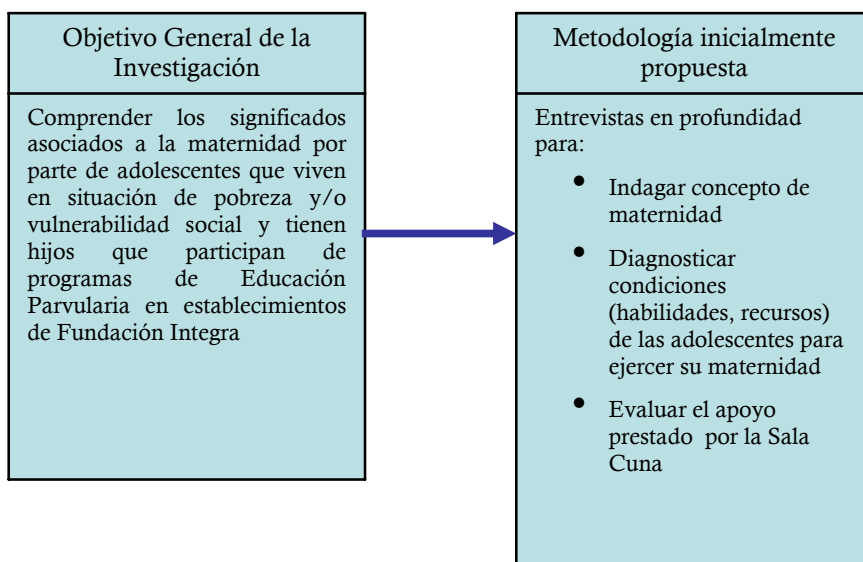 Objetivo General de la
Investigación
Comprender los significados
asociados a la maternidad por
parte de adolescentes que viven
en situación de pobreza y/o
vulnerabilidad social y tienen
hijos que participan de
programas de Educación
Parvularia en establecimientos
de Fundación Integra
Metodología inicialmente
propuesta
Entrevistas en profundidad
para:
• Indagar concepto de
maternidad
• Diagnosticar
condiciones
(habilidades, recursos)
de las adolescentes para
ejercer su maternidad
• Evaluar el apoyo
prestado por la Sala
Cuna